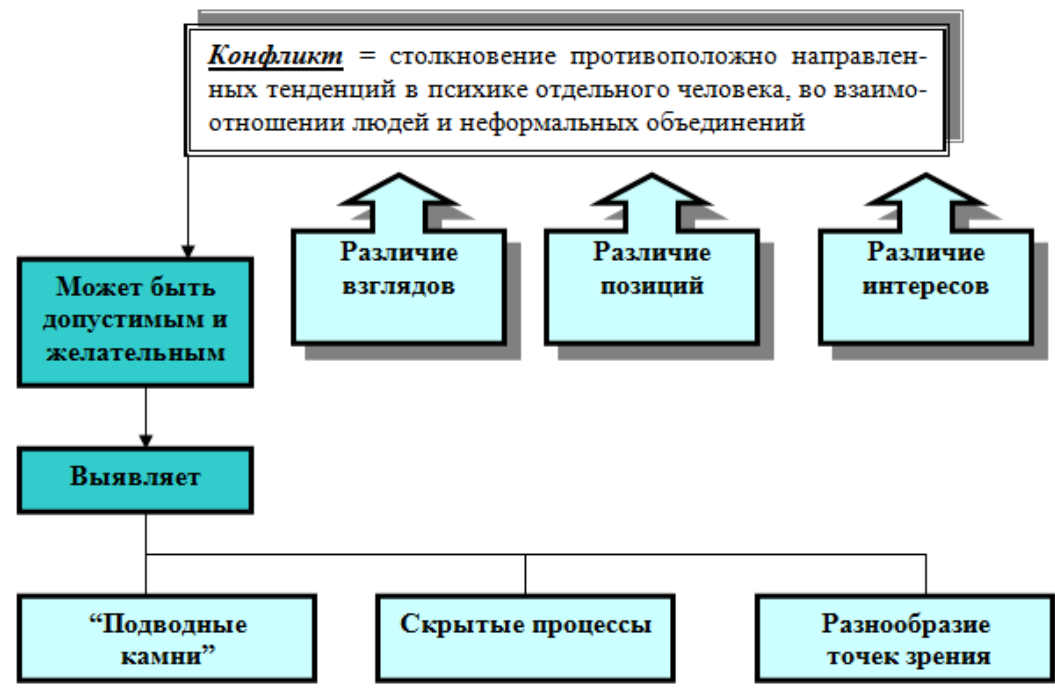 Конфликт = столкновение противоположно направлен-
ных тенденций в психике отдельного человека, во взаимо-
отношении людей и неформальных объединений
Различие
взглядов
Различие
позиций
Различие
интересов
Может быть
допустимым и
желательным
Выявляет
“Подводные
камни”
Скрытые процессы
Разнообразие
точек зрения